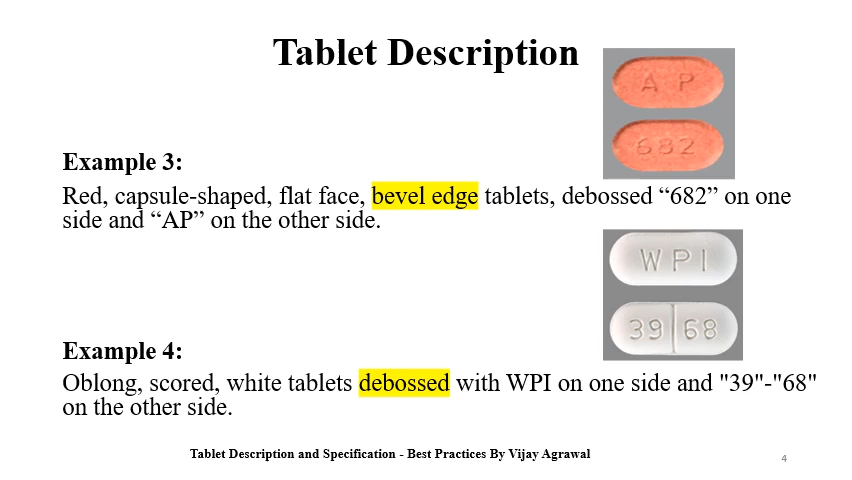 Tablet Description
A P
682
Example 3:
Red, capsule-shaped, flat face, bevel edge tablets, debossed “682” on one
side and “AP” on the other side.
WPI
39 68
Example 4:
Oblong, scored, white tablets debossed with WPI on one side and "39"-"68"
on the other side.
Tablet Description and Specification - Best Practices By Vijay Agrawal
4